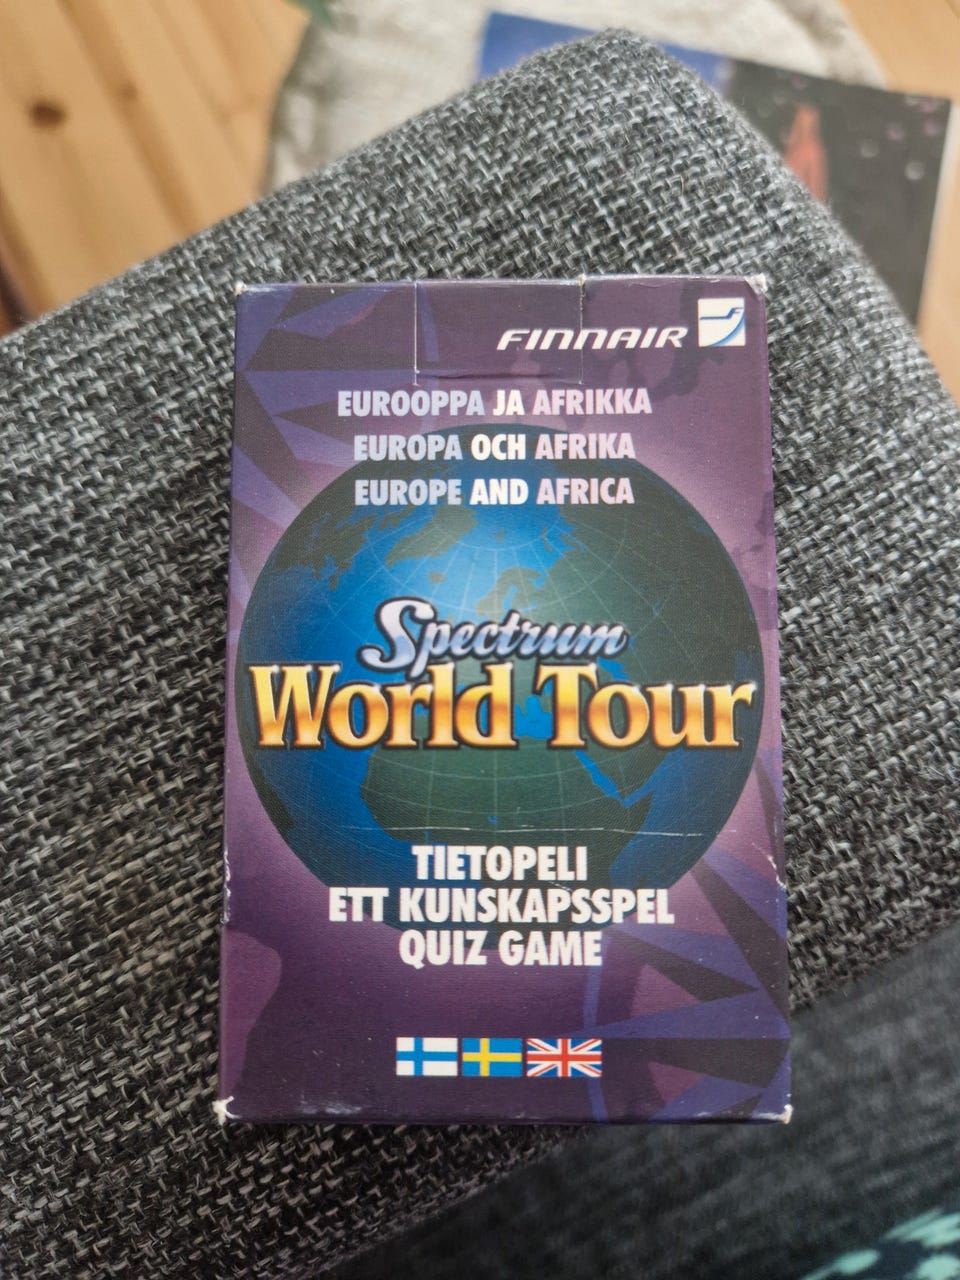 FINNAIR
EUROOPPA JA AFRIKKA
EUROPA OCH AFRIKA
EUROPE AND AFRICA
Spectrum
World Tour
TIETOPELI
ETT KUNSKAPSSPEL
QUIZ GAME